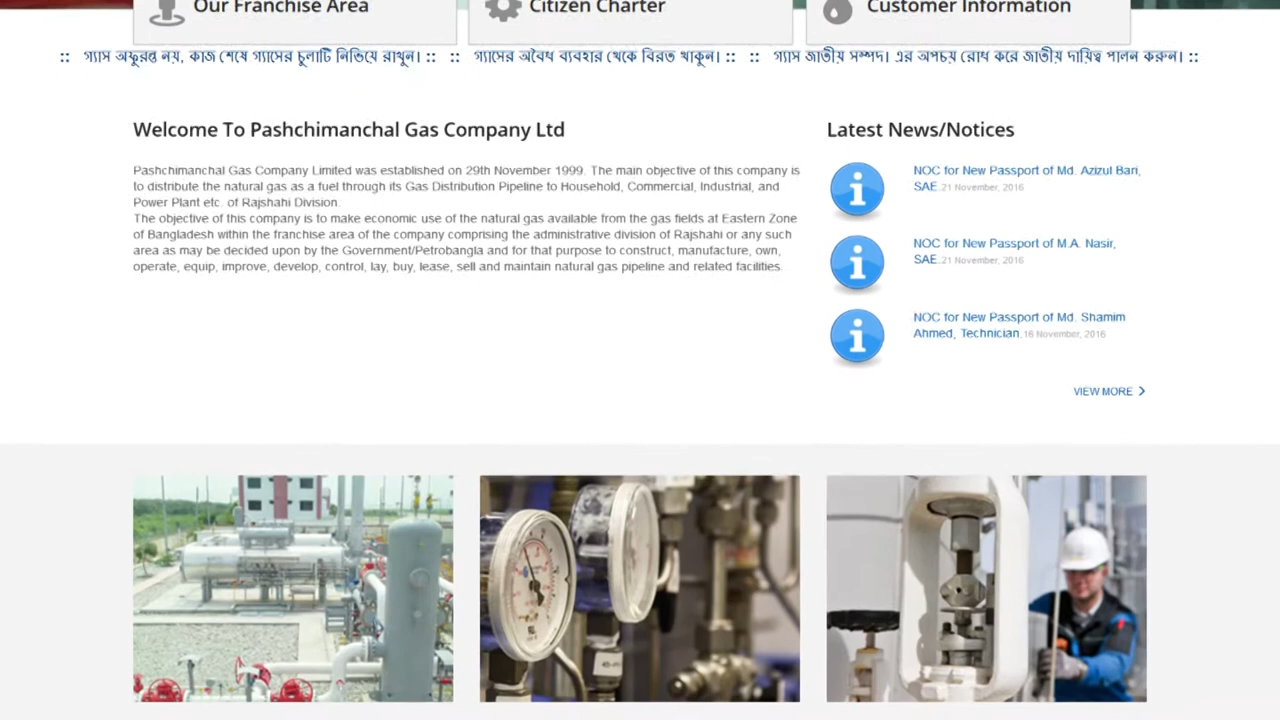 Our Franchise Area
Citizen Charter
Customer Information
:: গ্যাস অফুরন্ত নয়, কাজ শেষে গ্যাসের চুলাটি নিভিয়ে রাখুন। :: :: গ্যাসের অবৈধ ব্যবহার থেকে বিরত থাকুন। :: :: গ্যাস জাতীয় সম্পদ। এর অপচয় রোধ করে জাতীয় দায়িত্ব পালন করুন। ::
Welcome To Pashchimanchal Gas Company Ltd
Pashchimanchal Gas Company Limited was established on 29th November 1999. The main objective of this company is
to distribute the natural gas as a fuel through its Gas Distribution Pipeline to Household, Commercial, Industrial, and
Power Plant etc. of Rajshahi Division.
The objective of this company is to make economic use of the natural gas available from the gas fields at Eastern Zone
of Bangladesh within the franchise area of the company comprising the administrative division of Rajshahi or any such
area as may be decided upon by the Government/Petrobangla and for that purpose to construct, manufacture, own,
operate, equip, improve, develop, control, lay, buy, lease, sell and maintain natural gas pipeline and related facilities.
Latest News/Notices
NOC for New Passport of Md. Azizul Bari,
SAE. 21 November, 2016
NOC for New Passport of M.A. Nasir,
SAE. 21 November, 2016
NOC for New Passport of Md. Shamim
Ahmed, Technician. 16 November, 2016
VIEW MORE